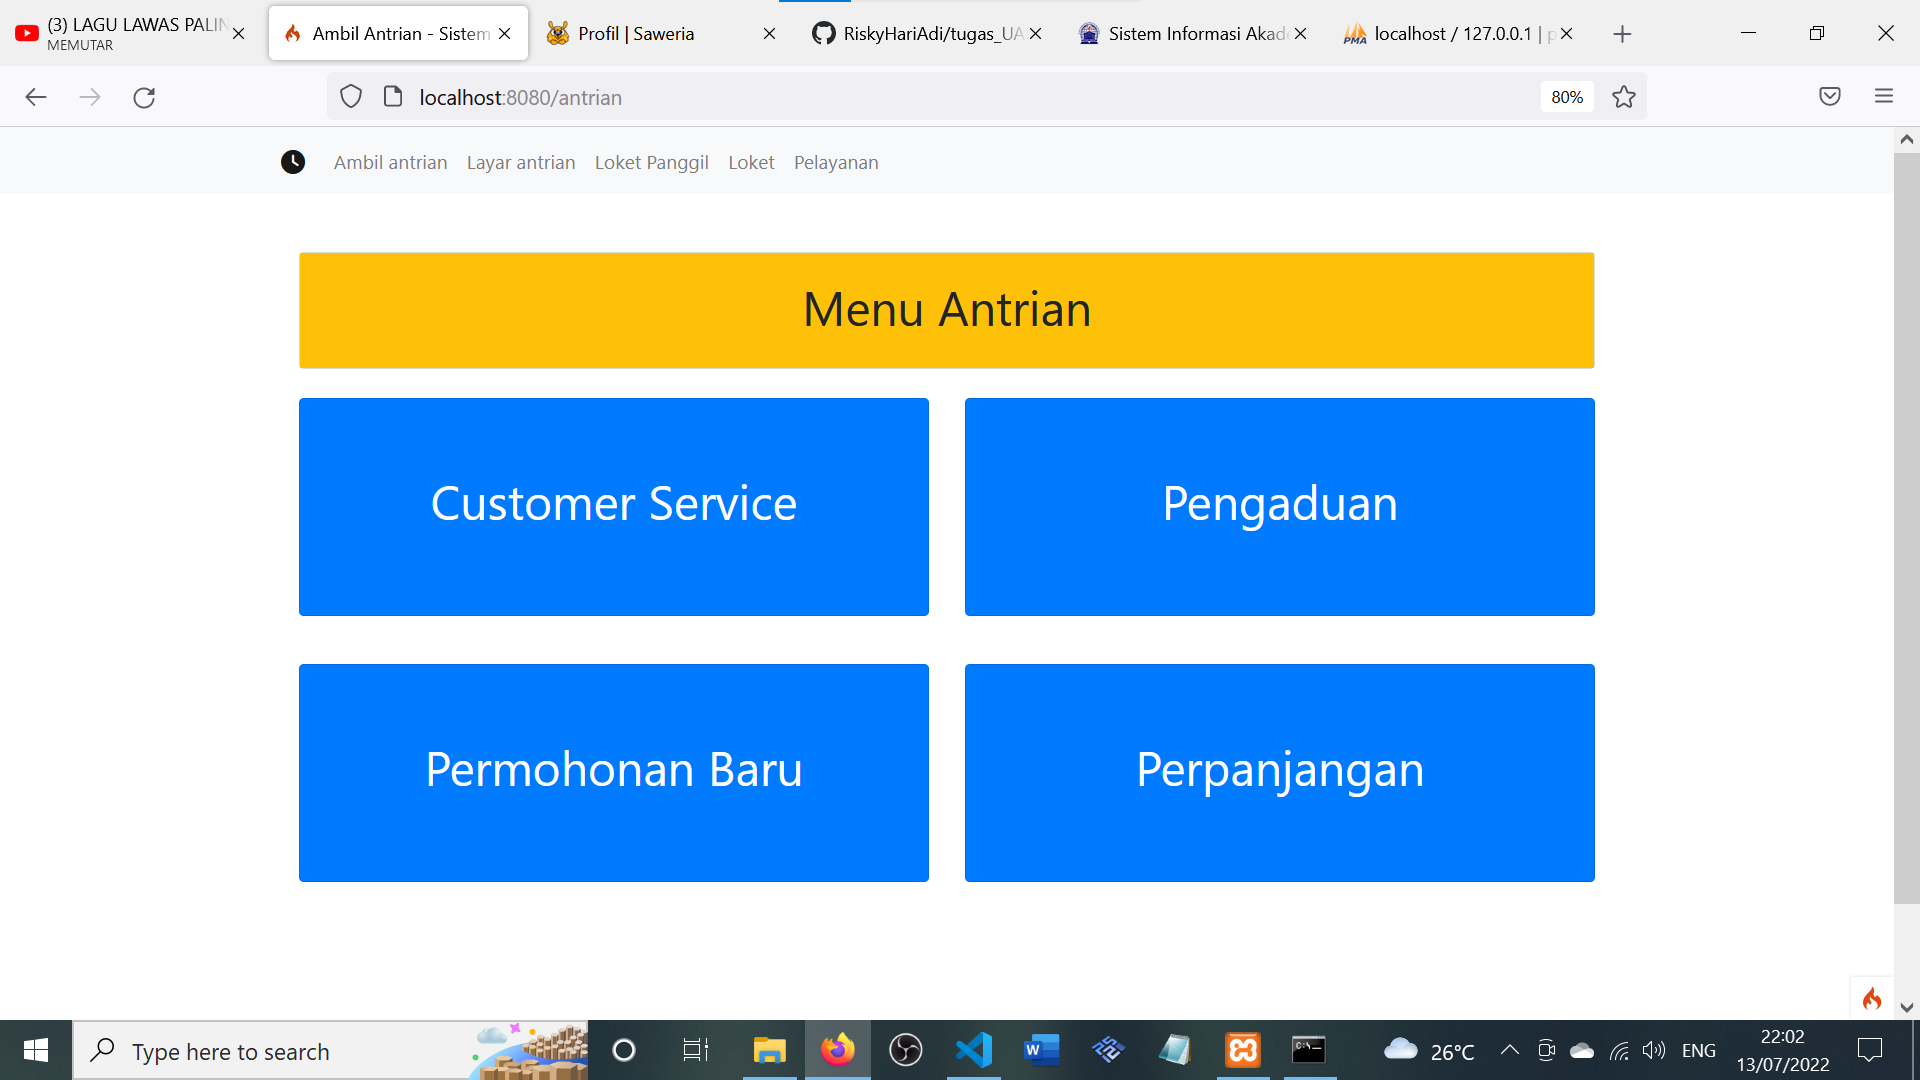 (3) LAGU LAWAS PALIN
MEMUTAR
Ambil Antrian - Sistem
Profil | Saweria
RiskyHariAdi/tugas_UA
Sistem Informasi Akade
localhost / 127.0.0.1 | p
localhost:8080/antrian
80%
Ambil antrian
Layar antrian
Loket Panggil
Loket
Pelayanan
Menu Antrian
Customer Service
Pengaduan
Permohonan Baru
Perpanjangan
Type here to search
26°C
ENG
22:02
13/07/2022